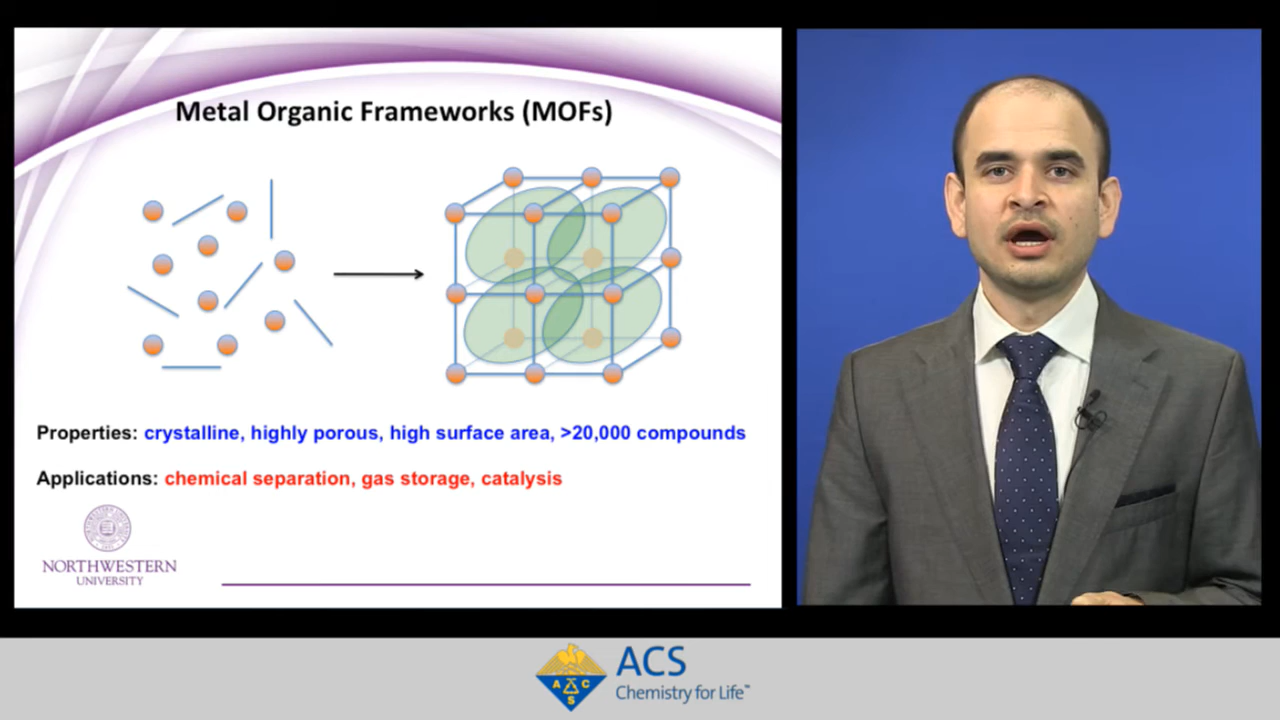 Metal Organic Frameworks (MOFs)
Properties: crystalline, highly porous, high surface area, >20,000 compounds
Applications: chemical separation, gas storage, catalysis
NORTHWESTERN
UNIVERSITY
A C S
ACS
Chemistry for Life™